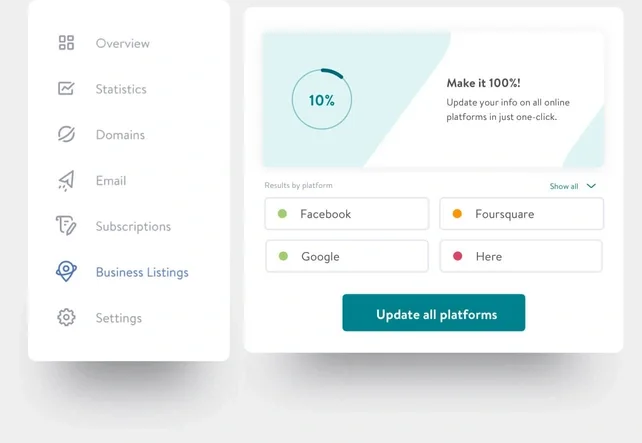 Overview
Statistics
Domains
Email
Subscriptions
Business Listings
Settings
10%
Make it 100%!
Update your info on all online
platforms in just one-click.
Results by platform
Show all
Facebook
Foursquare
Google
Here
Update all platforms